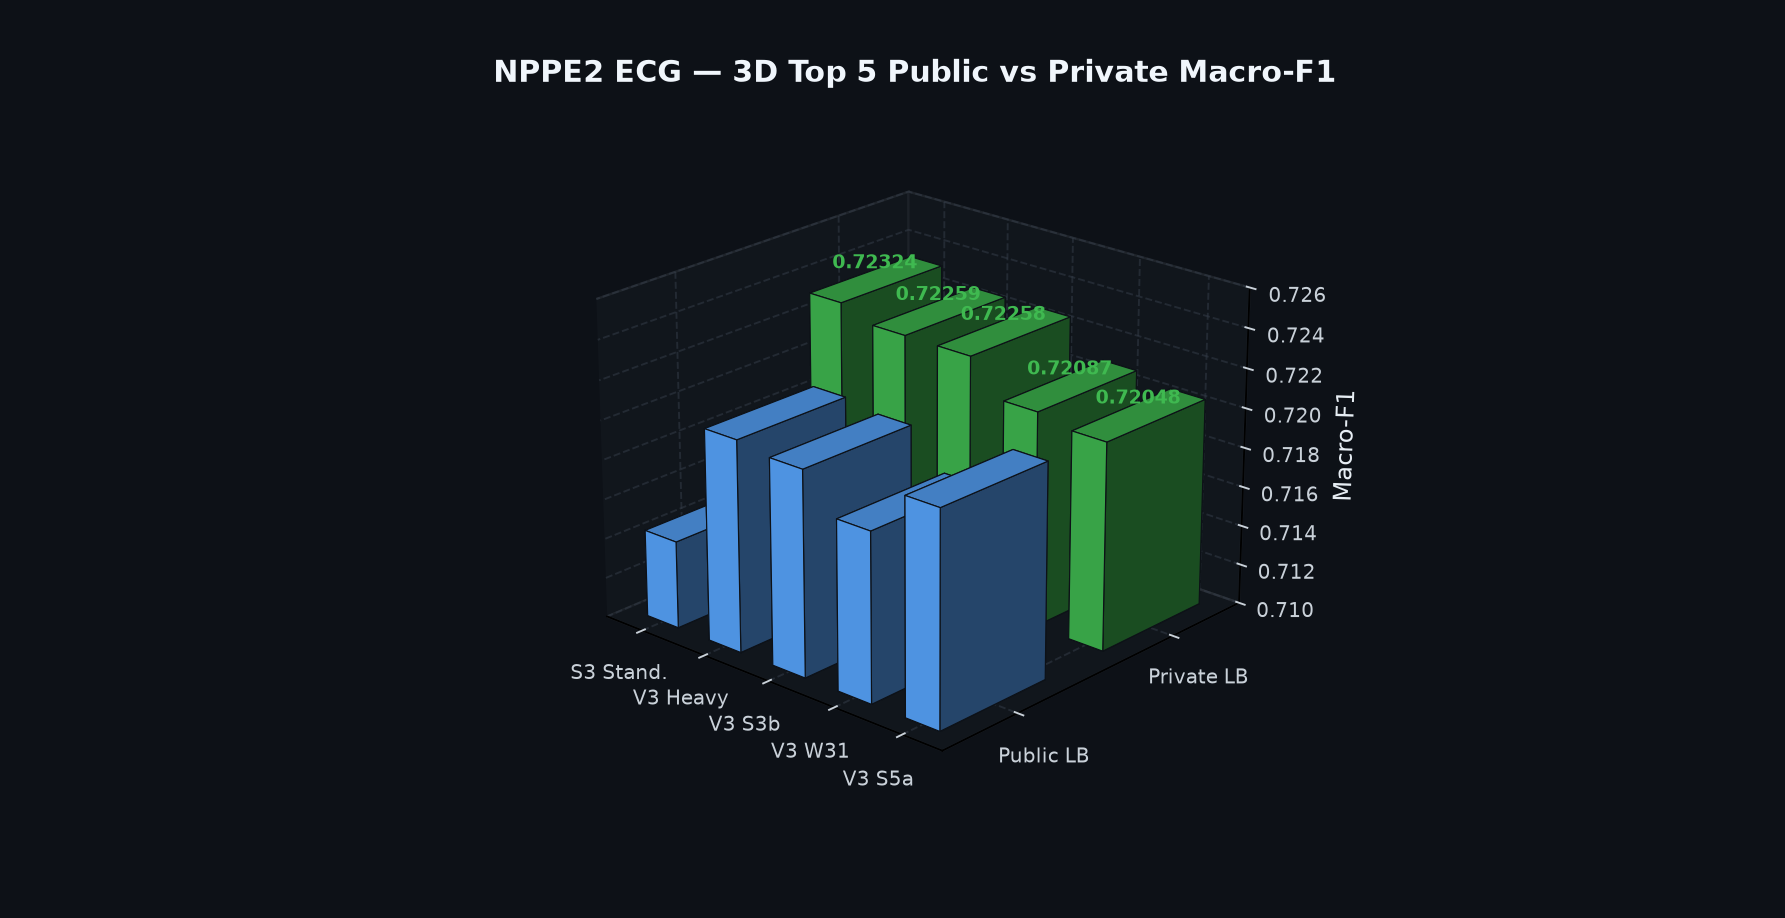 NPPE2 ECG — 3D Top 5 Public vs Private Macro-F1
0.72324
0.72259
0.72258
0.72087
0.72048
0.726
0.724
0.722
0.720
0.718
0.716
0.714
0.712
0.710
Macro-F1
S3 Stand.
V3 Heavy
V3 S3b
V3 W31
V3 S5a
Public LB
Private LB